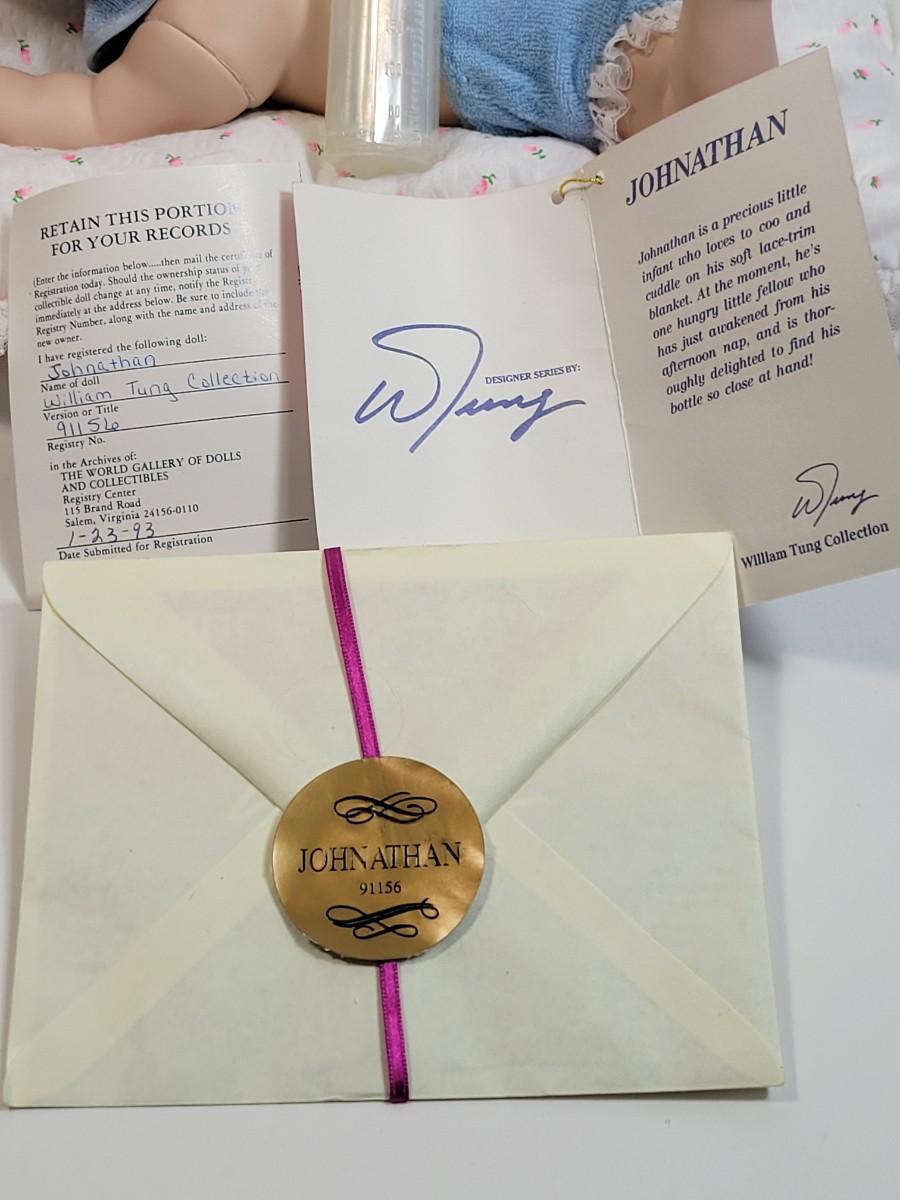 RETAIN THIS PORTION
FOR YOUR RECORDS
(Enter the information below.....then mail the certificate of
Registration today. Should the ownership status of your
collectible doll change at any time, notify the Registry
immediately at the address below. Be sure to include the
Registry Number, along with the name and address of the
new owner.
I have registered the following doll:
Johnathan
Name of doll
William Tung Collection
Version or Title
91156
Registry No.
in the Archives of:
THE WORLD GALLERY OF DOLLS
AND COLLECTIBLES
Registry Center
115 Brand Road
Salem, Virginia 24156-0110
1-23-93
Date Submitted for Registration
DESIGNER SERIES BY:
W Tung
JOHNATHAN
Johnathan is a precious little
infant who loves to coo and
cuddle on his soft lace-trim
blanket. At the moment, he's
one hungry little fellow who
has just awakened from his
afternoon nap, and is thor-
oughly delighted to find his
bottle so close at hand!
W Tung
William Tung Collection
JOHNATHAN
91156